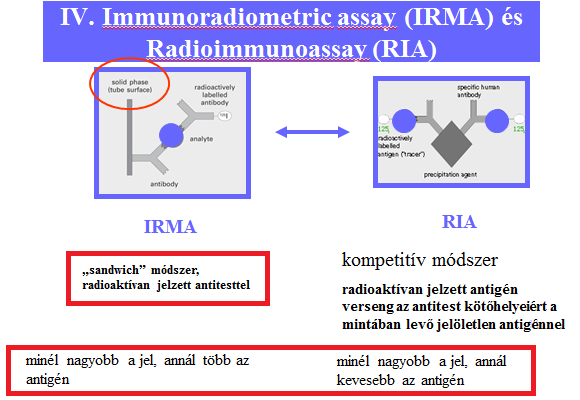 IV. Immunoradiometric assay (IRMA) és
Radioimmunoassay (RIA)
solid phase
(tube surface)
radioactively
labelled
antibody
analyte
antibody
specific human
antibody
125
125
radioactively
labelled
antigen ("tracer")
precipitation agent
IRMA
RIA
„sandwich” módszer,
radioaktívan jelzett antitesttel
kompetitív módszer
radioaktívan jelzett antigén
verseng az antitest kötőhelyeiért a
mintában levő jelöletlen antigénnel
minél nagyobb a jel, annál több az
antigén
minél nagyobb a jel, annál
kevesebb az antigén